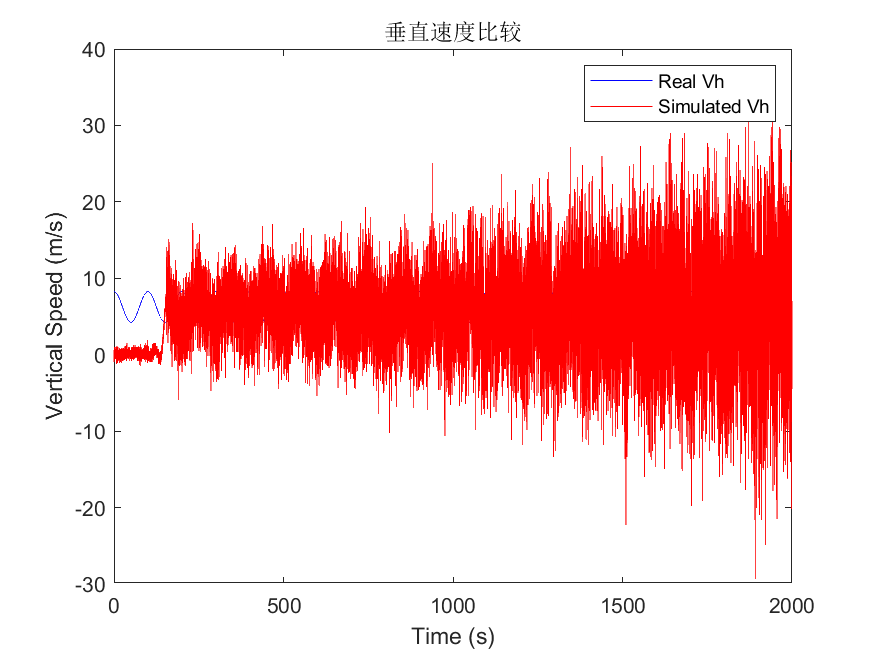 垂直速度比较
40
30
20
10
0
-10
-20
-30
Vertical Speed (m/s)
Real Vh
Simulated Vh
0 500 1000 1500 2000
Time (s)